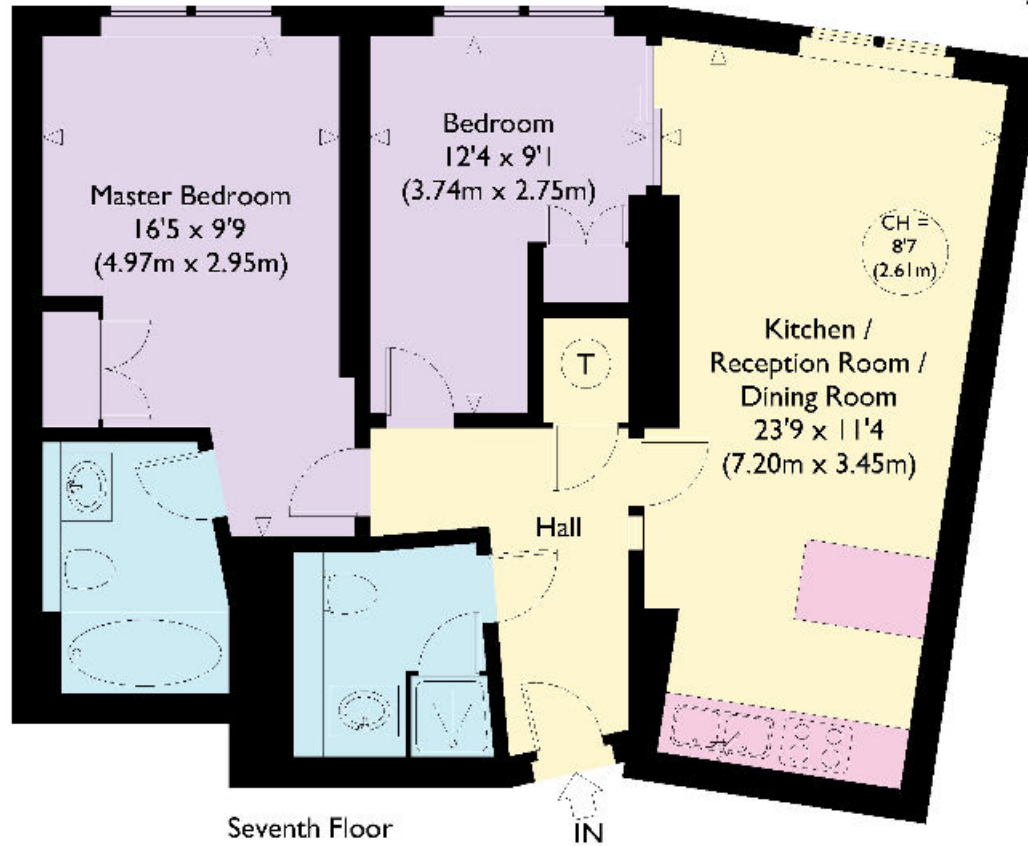 Master Bedroom
16'5 x 9'9
(4.97m x 2.95m)
Bedroom
12'4 x 9'1
(3.74m x 2.75m)
CH =
8'7
(2.61m)
Kitchen /
Reception Room /
Dining Room
23'9 x 11'4
(7.20m x 3.45m)
T
Hall
Seventh Floor
IN